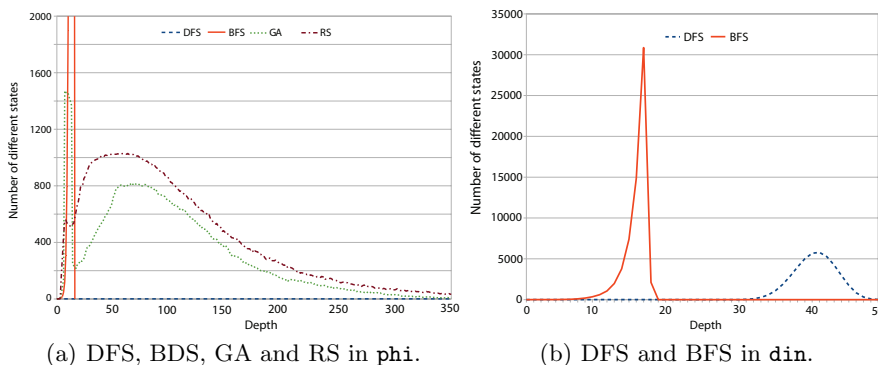 2000
DFS BFS GA RS
1600
1200
800
400
0
0 50 100 150 200 250 300 350
Number of different states
Depth
(a) DFS, BDS, GA and RS in phi.
35000
DFS BFS
30000
25000
20000
15000
10000
5000
0
0 10 20 30 40
Number of different states
Depth
(b) DFS and BFS in din.